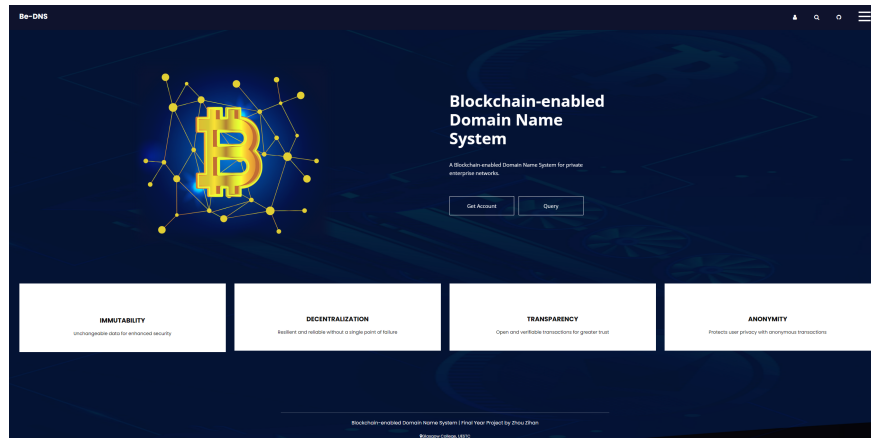 Be-DNS
Blockchain-enabled
Domain Name
System
A Blockchain-enabled Domain Name System for private
enterprise networks.
Get Account
Query
IMMUTABILITY
Unchangeable data for enhanced security
DECENTRALIZATION
Resilient and reliable without a single point of failure
TRANSPARENCY
Open and verifiable transactions for greater trust
ANONYMITY
Protects user privacy with anonymous transactions
Blockchain-enabled Domain Name System | Final Year Project by Zhou Zihan
©Glasgow College, UESTC